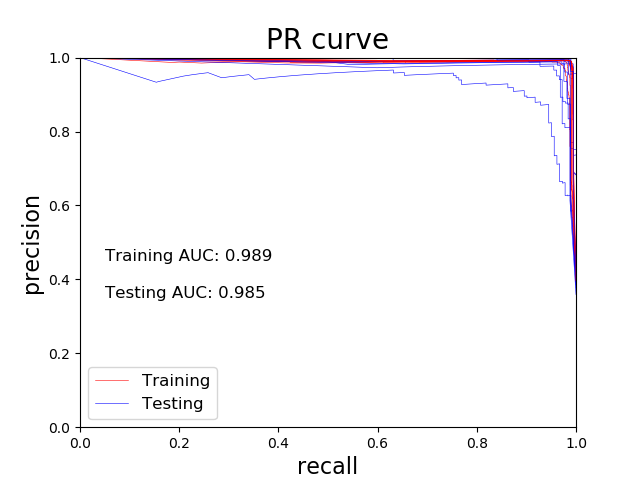 PR curve
1.0
0.8
0.6
0.4
0.2
0.0
precision
Training AUC: 0.989
Testing AUC: 0.985
Training
Testing
0.0 0.2 0.4 0.6 0.8 1.0
recall